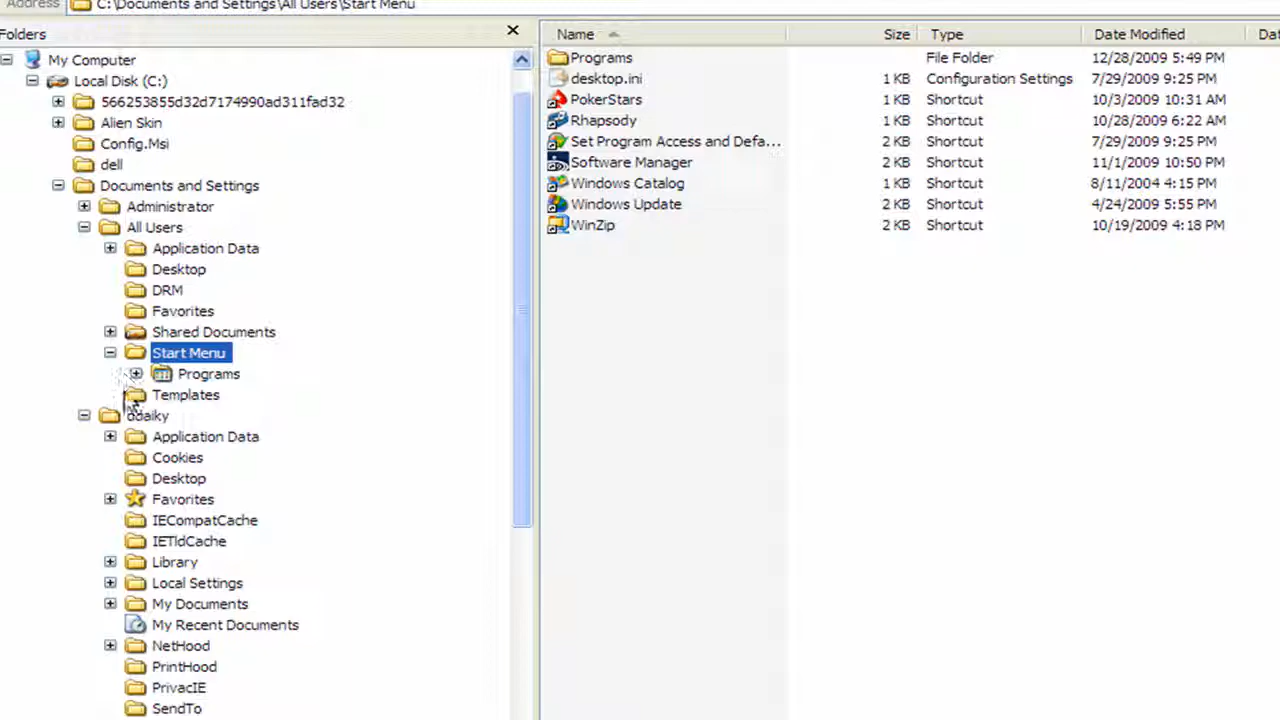 Address C:\Documents and Settings\All Users\Start Menu
Folders
My Computer
Local Disk (C:)
566253855d32d7174990ad311fad32
Alien Skin
Config.Msi
dell
Documents and Settings
Administrator
All Users
Application Data
Desktop
DRM
Favorites
Shared Documents
Start Menu
Programs
Templates
Application Data
Cookies
Desktop
Favorites
IECompatCache
IETldCache
Library
Local Settings
My Documents
My Recent Documents
NetHood
PrintHood
PrivacIE
SendTo
Name Size Type Date Modified Dat
Programs File Folder 12/28/2009 5:49 PM
desktop.ini 1 KB Configuration Settings 7/29/2009 9:25 PM
PokerStars 1 KB Shortcut 10/3/2009 10:31 AM
Rhapsody 1 KB Shortcut 10/28/2009 6:22 AM
Set Program Access and Defa... 2 KB Shortcut 7/29/2009 9:25 PM
Software Manager 2 KB Shortcut 11/1/2009 10:50 PM
Windows Catalog 1 KB Shortcut 8/11/2004 4:15 PM
Windows Update 2 KB Shortcut 4/24/2009 5:55 PM
WinZip 2 KB Shortcut 10/19/2009 4:18 PM